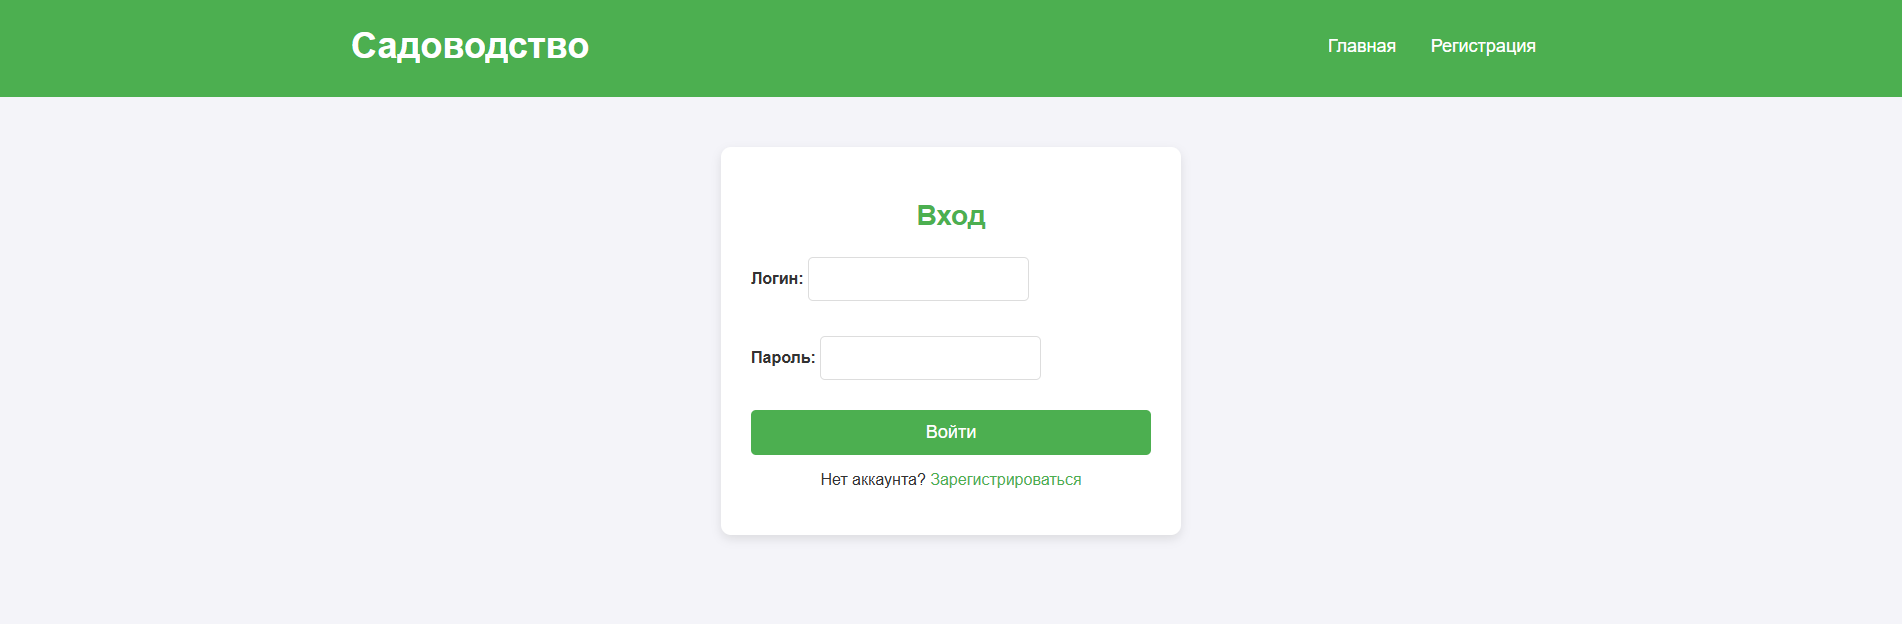 Садоводство
Главная Регистрация
Вход
Логин:
Пароль:
Войти
Нет аккаунта? Зарегистрироваться